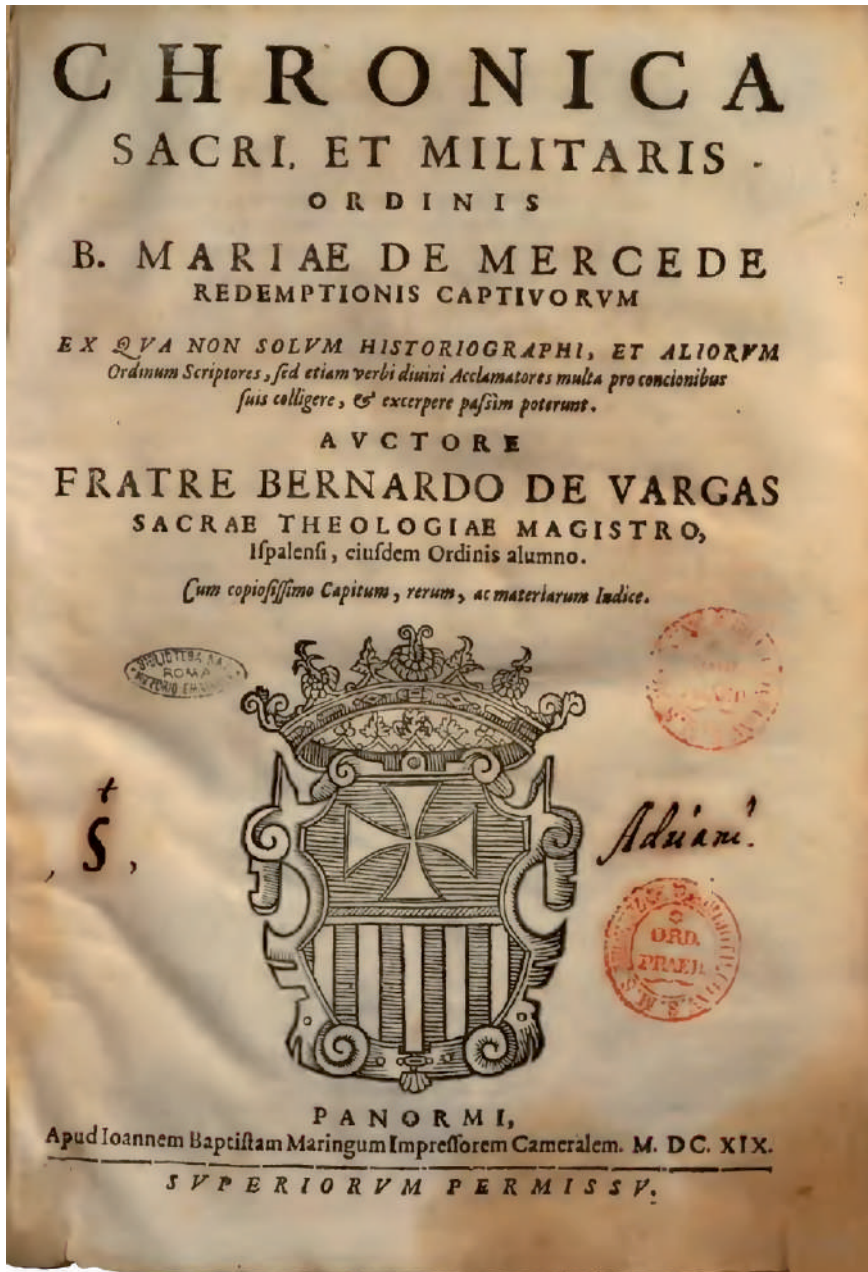 CHRONICA
SACRI, ET MILITARIS
ORDINIS
B. MARIAE DE MERCEDE
REDEMPTIONIS CAPTIVORVM
EX QVA NON SOLVM HISTORIOGRAPHI, ET ALIORVM
Ordinum Scriptores, ſed etiam verbi diuini Acclamatores multa pro concionibus
ſuis colligere, & excerpere paſsim poterunt.
AVCTORE
FRATRE BERNARDO DE VARGAS
SACRAE THEOLOGIAE MAGISTRO,
Iſpalenſi, eiuſdem Ordinis alumno.
Cum copioſiſſimo Capitum, rerum, ac materiarum Indice.
BIBLIOTECA
ROMA
S,
Adriani.
ORD.
PRAED.
PANORMI,
Apud Ioannem Baptiſtam Maringum Impreſſorem Cameralem. M. DC. XIX.
SVPERIORVM PERMISSV.